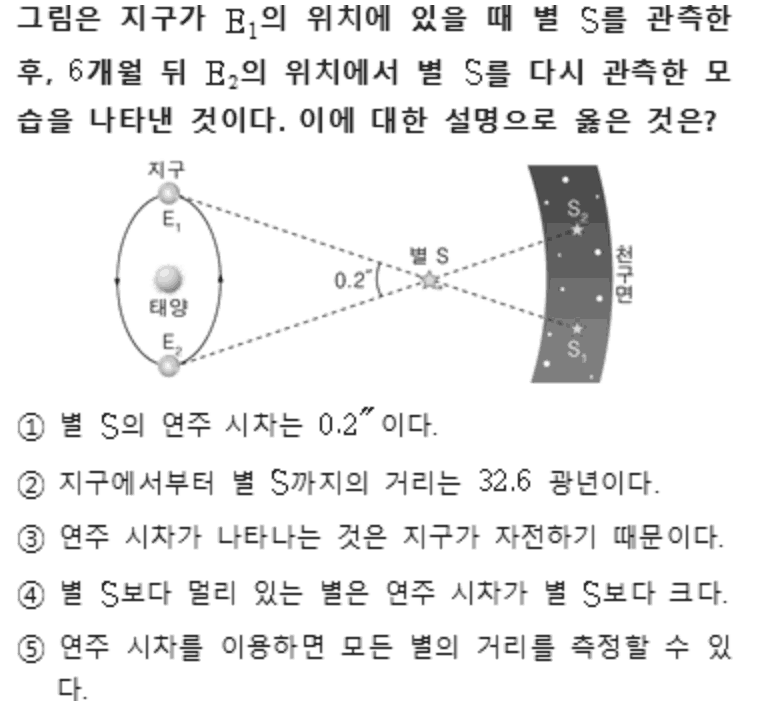 그림은 지구가 E₁의 위치에 있을 때 별 S를 관측한
후, 6개월 뒤 E₂의 위치에서 별 S를 다시 관측한 모
습을 나타낸 것이다. 이에 대한 설명으로 옳은 것은?
지구
E₁
S₂
별 S
0.2″
천구면
태양
E₂
S₁
① 별 S의 연주 시차는 0.2″이다.
② 지구에서부터 별 S까지의 거리는 32.6 광년이다.
③ 연주 시차가 나타나는 것은 지구가 자전하기 때문이다.
④ 별 S보다 멀리 있는 별은 연주 시차가 별 S보다 크다.
⑤ 연주 시차를 이용하면 모든 별의 거리를 측정할 수 있
다.